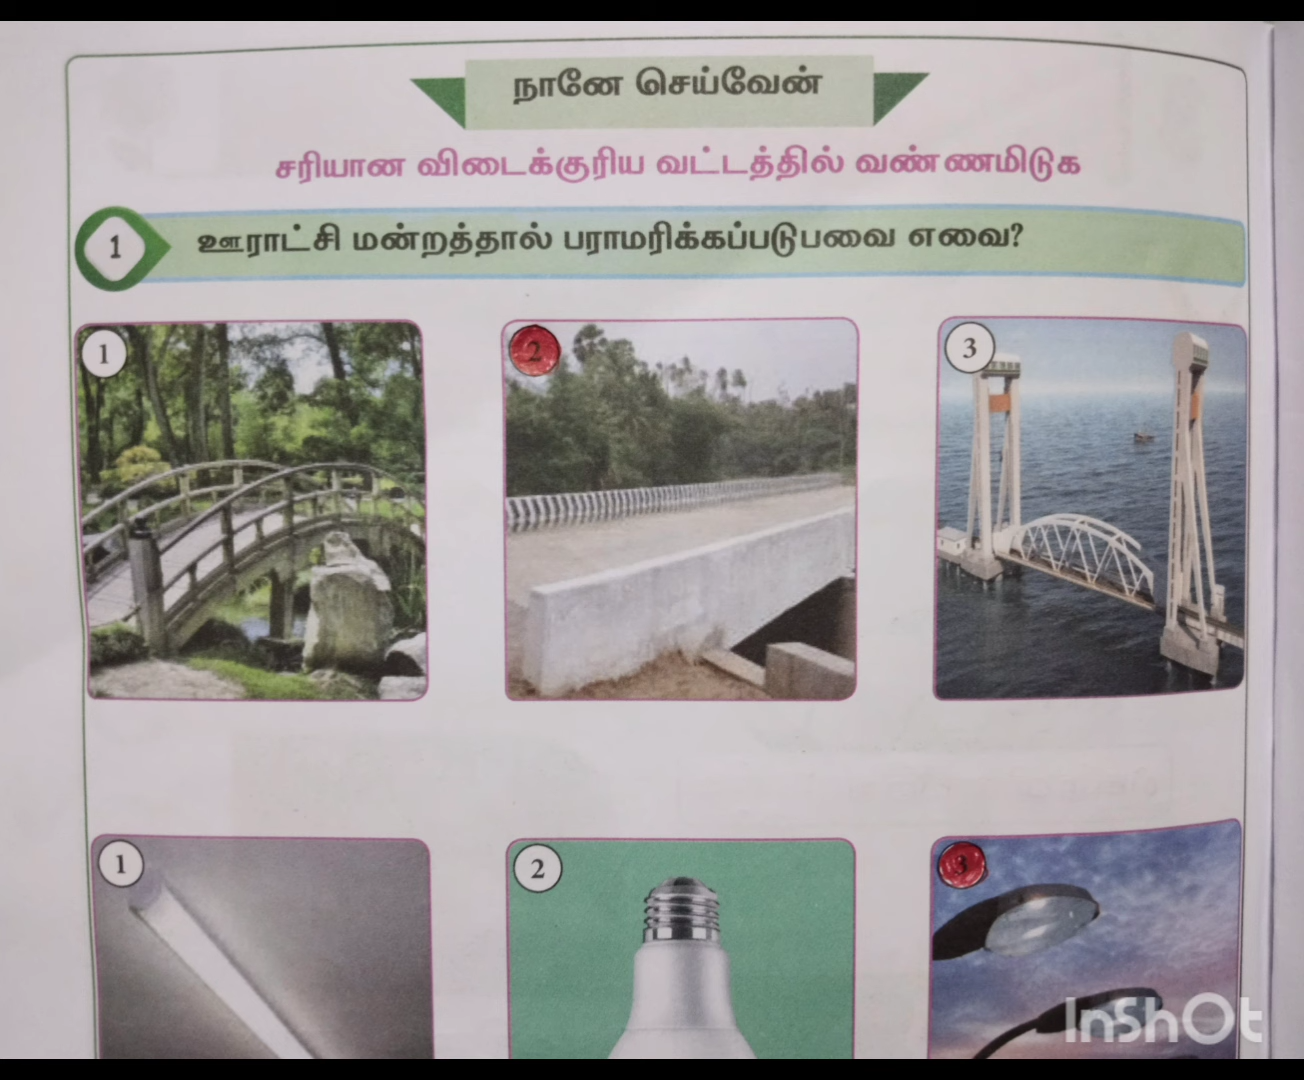 நானே செய்வேன்
சரியான விடைக்குரிய வட்டத்தில் வண்ணமிடுக
1 ஊராட்சி மன்றத்தால் பராமரிக்கப்படுபவை எவை?
1 2 3
1 2 3
InShOt